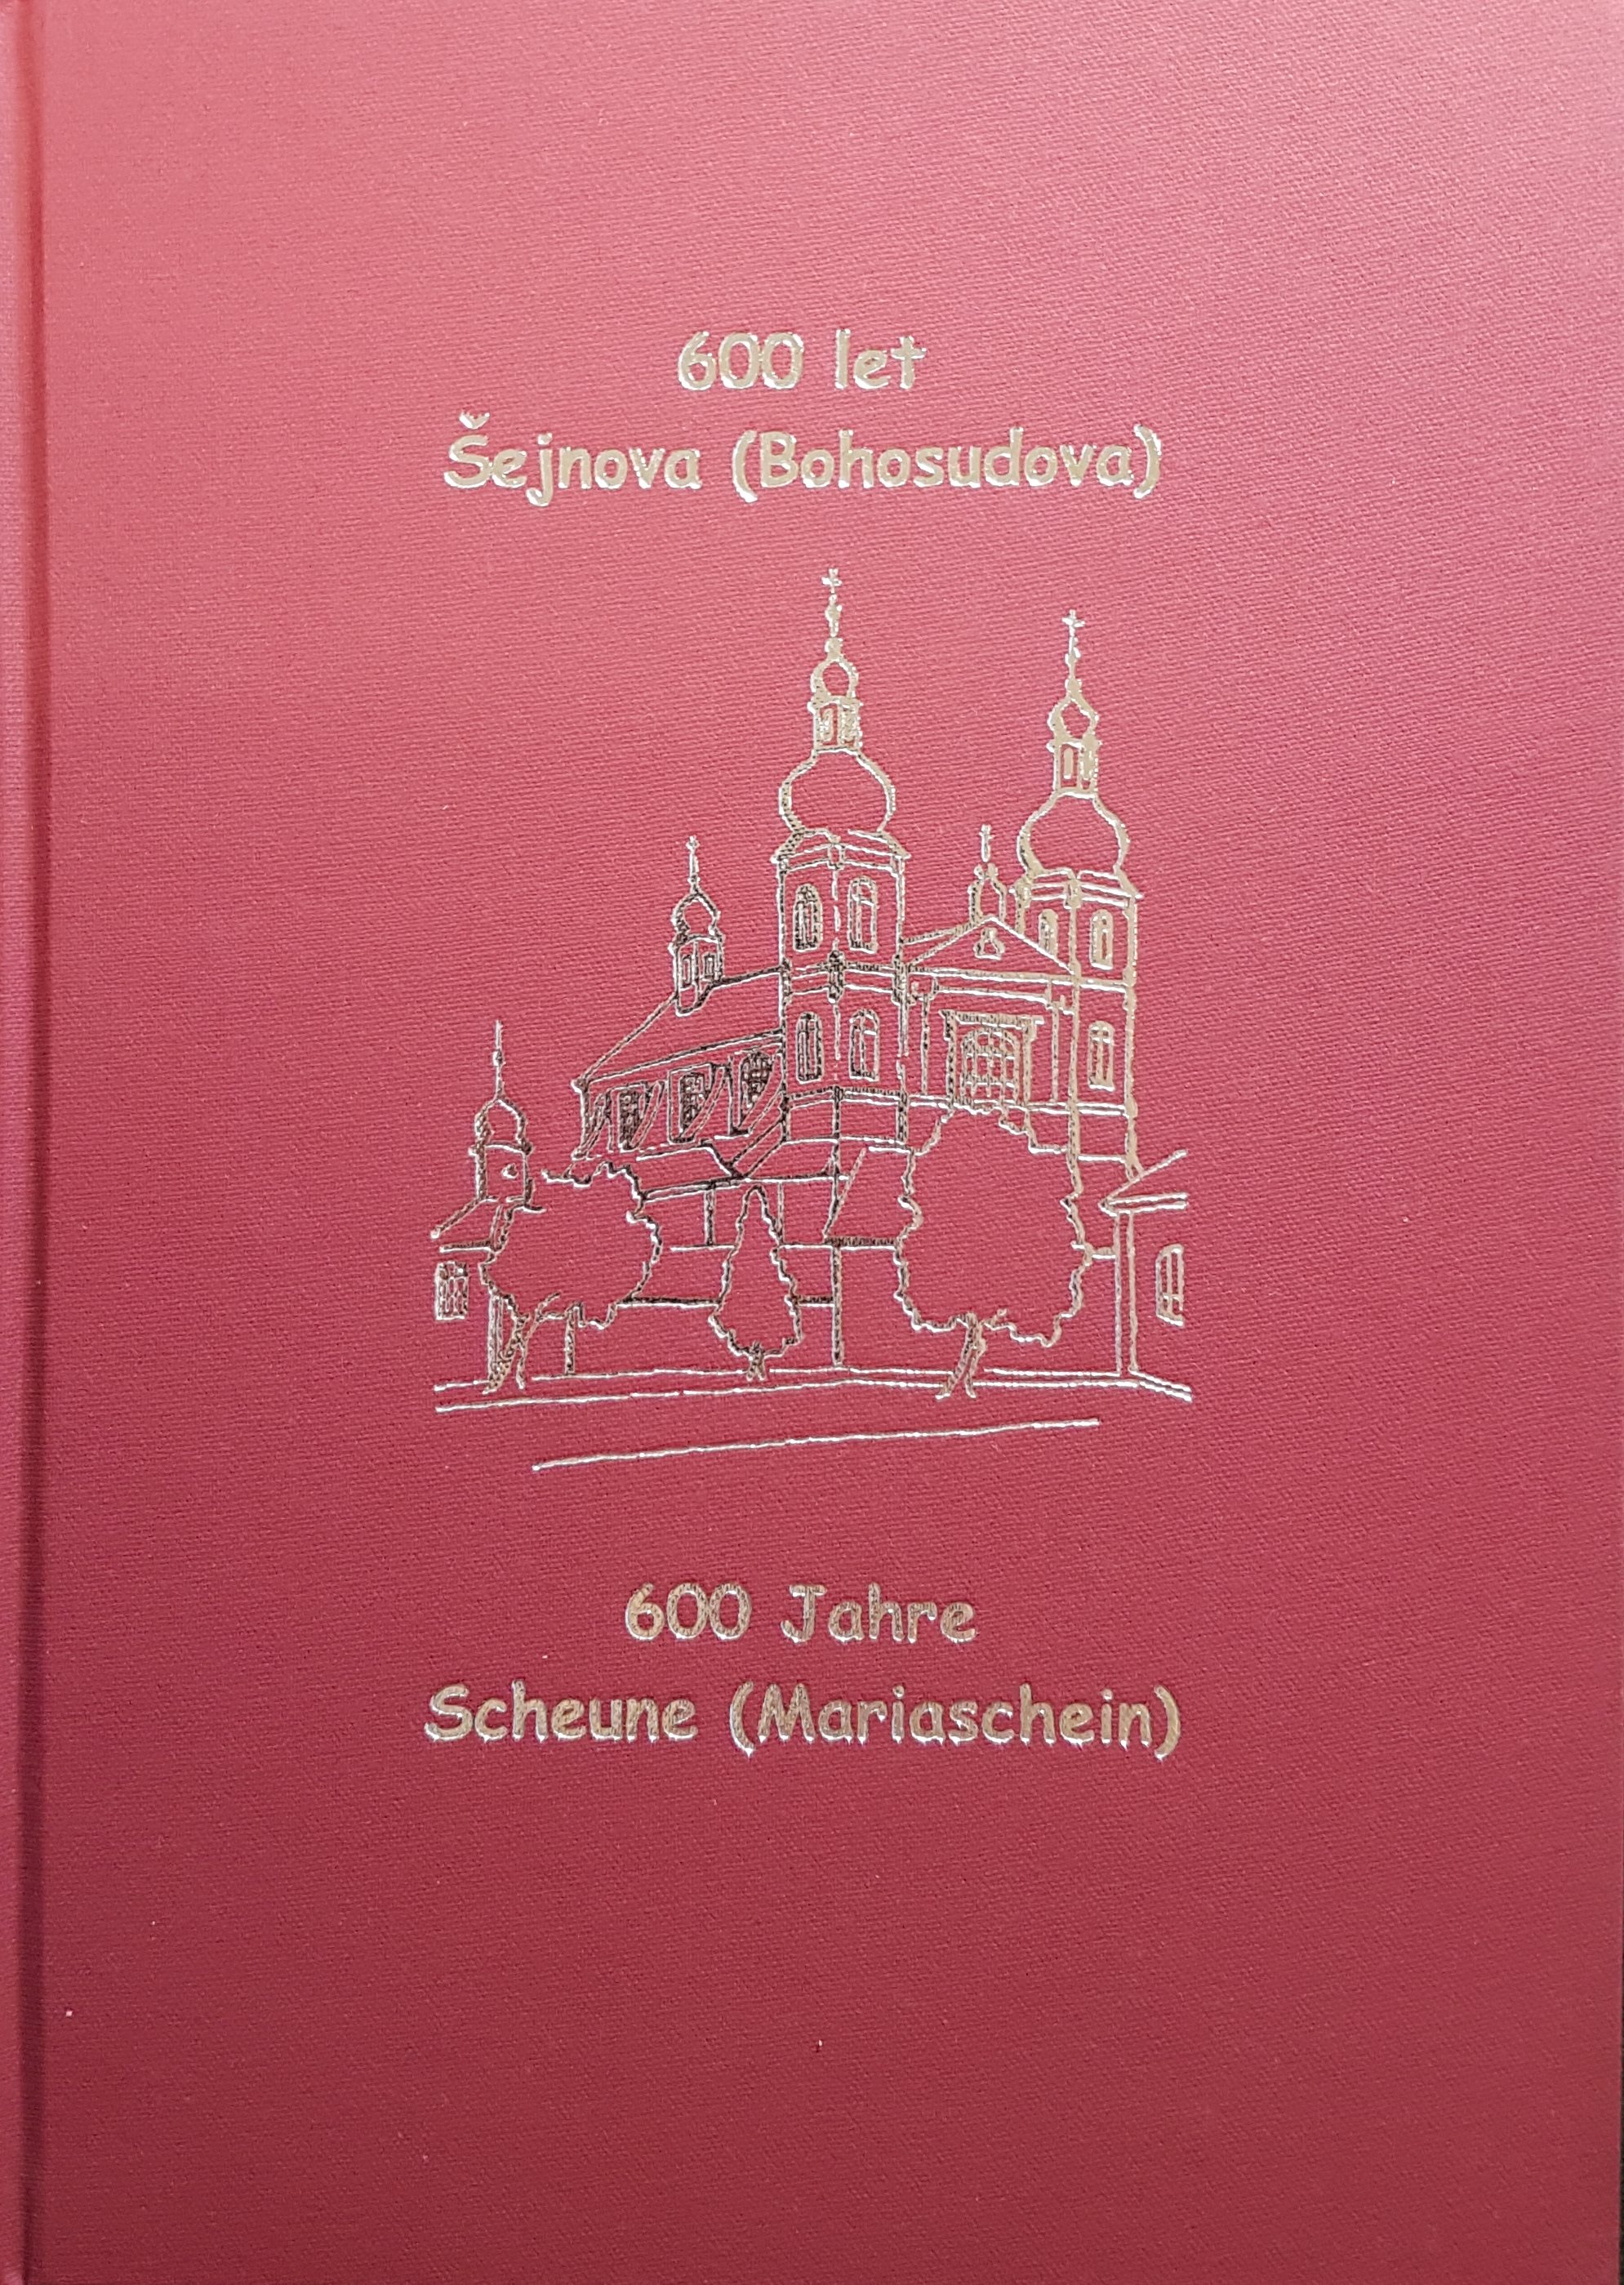 600 let
Šejnova (Bohosudova)
600 Jahre
Scheune (Mariaschein)